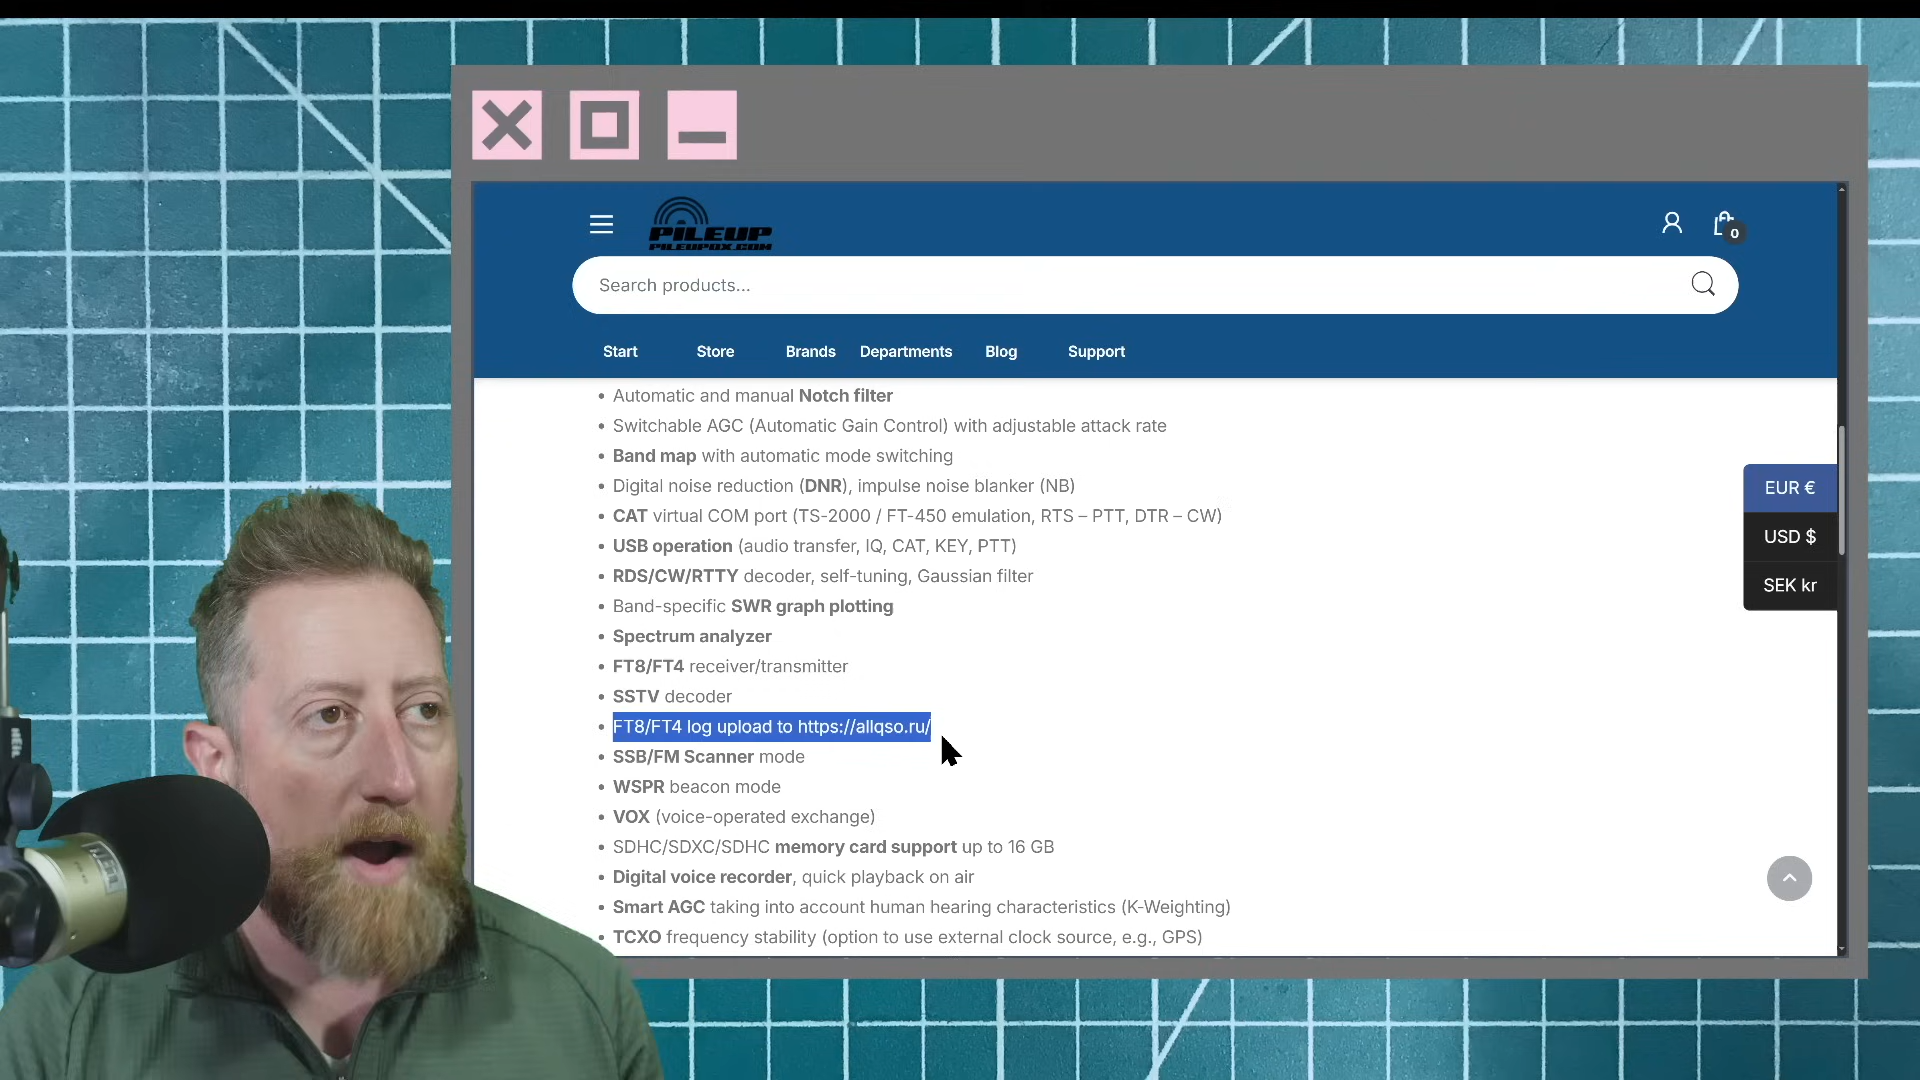 PILEUP
PILEUPDX.COM
0
Search products...
Start Store Brands Departments Blog Support
• Automatic and manual Notch filter
• Switchable AGC (Automatic Gain Control) with adjustable attack rate
• Band map with automatic mode switching
• Digital noise reduction (DNR), impulse noise blanker (NB)
• CAT virtual COM port (TS-2000 / FT-450 emulation, RTS – PTT, DTR – CW)
• USB operation (audio transfer, IQ, CAT, KEY, PTT)
• RDS/CW/RTTY decoder, self-tuning, Gaussian filter
• Band-specific SWR graph plotting
• Spectrum analyzer
• FT8/FT4 receiver/transmitter
• SSTV decoder
• FT8/FT4 log upload to https://allqso.ru/
• SSB/FM Scanner mode
• WSPR beacon mode
• VOX (voice-operated exchange)
• SDHC/SDXC/SDHC memory card support up to 16 GB
• Digital voice recorder, quick playback on air
• Smart AGC taking into account human hearing characteristics (K-Weighting)
• TCXO frequency stability (option to use external clock source, e.g., GPS)
EUR €
USD $
SEK kr